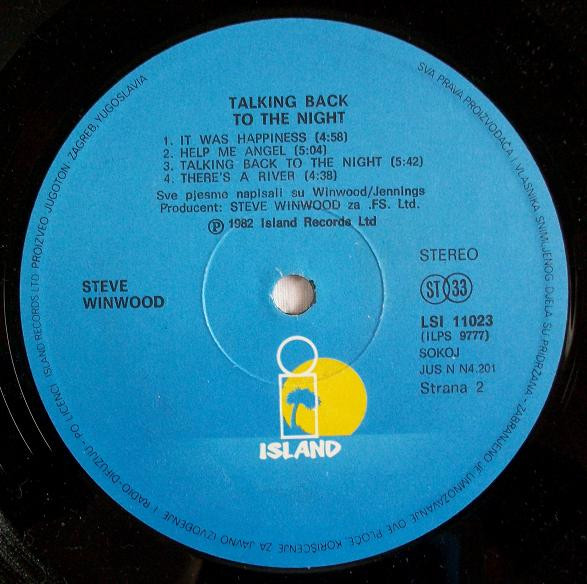 TALKING BACK
TO THE NIGHT
1. IT WAS HAPPINESS (4:58)
2. HELP ME ANGEL (5:04)
3. TALKING BACK TO THE NIGHT (5:42)
4. THERE'S A RIVER (4:38)
Sve pjesme napisali su Winwood/Jennings
Producent: STEVE WINWOOD za .FS. Ltd.
Ⓟ 1982 Island Records Ltd
STEVE
WINWOOD
STEREO
ST 33
LSI 11023
(ILPS 9777)
SOKOJ
JUS N N4.201
Strana 2
i
ISLAND
SVA PRAVA PROIZVOĐAČA I VLASNIKA SNIMLJENOG DJELA SU PRIDRŽANA - ZABRANJENO JE UMNOŽAVANJE OVE PLOČE, KORIŠĆENJE ZA JAVNO IZVOĐENJE I RADIO-DIFUZIJU - PO LICENCI ISLAND RECORDS LTD PROIZVEO JUGOTON - ZAGREB, YUGOSLAVIA